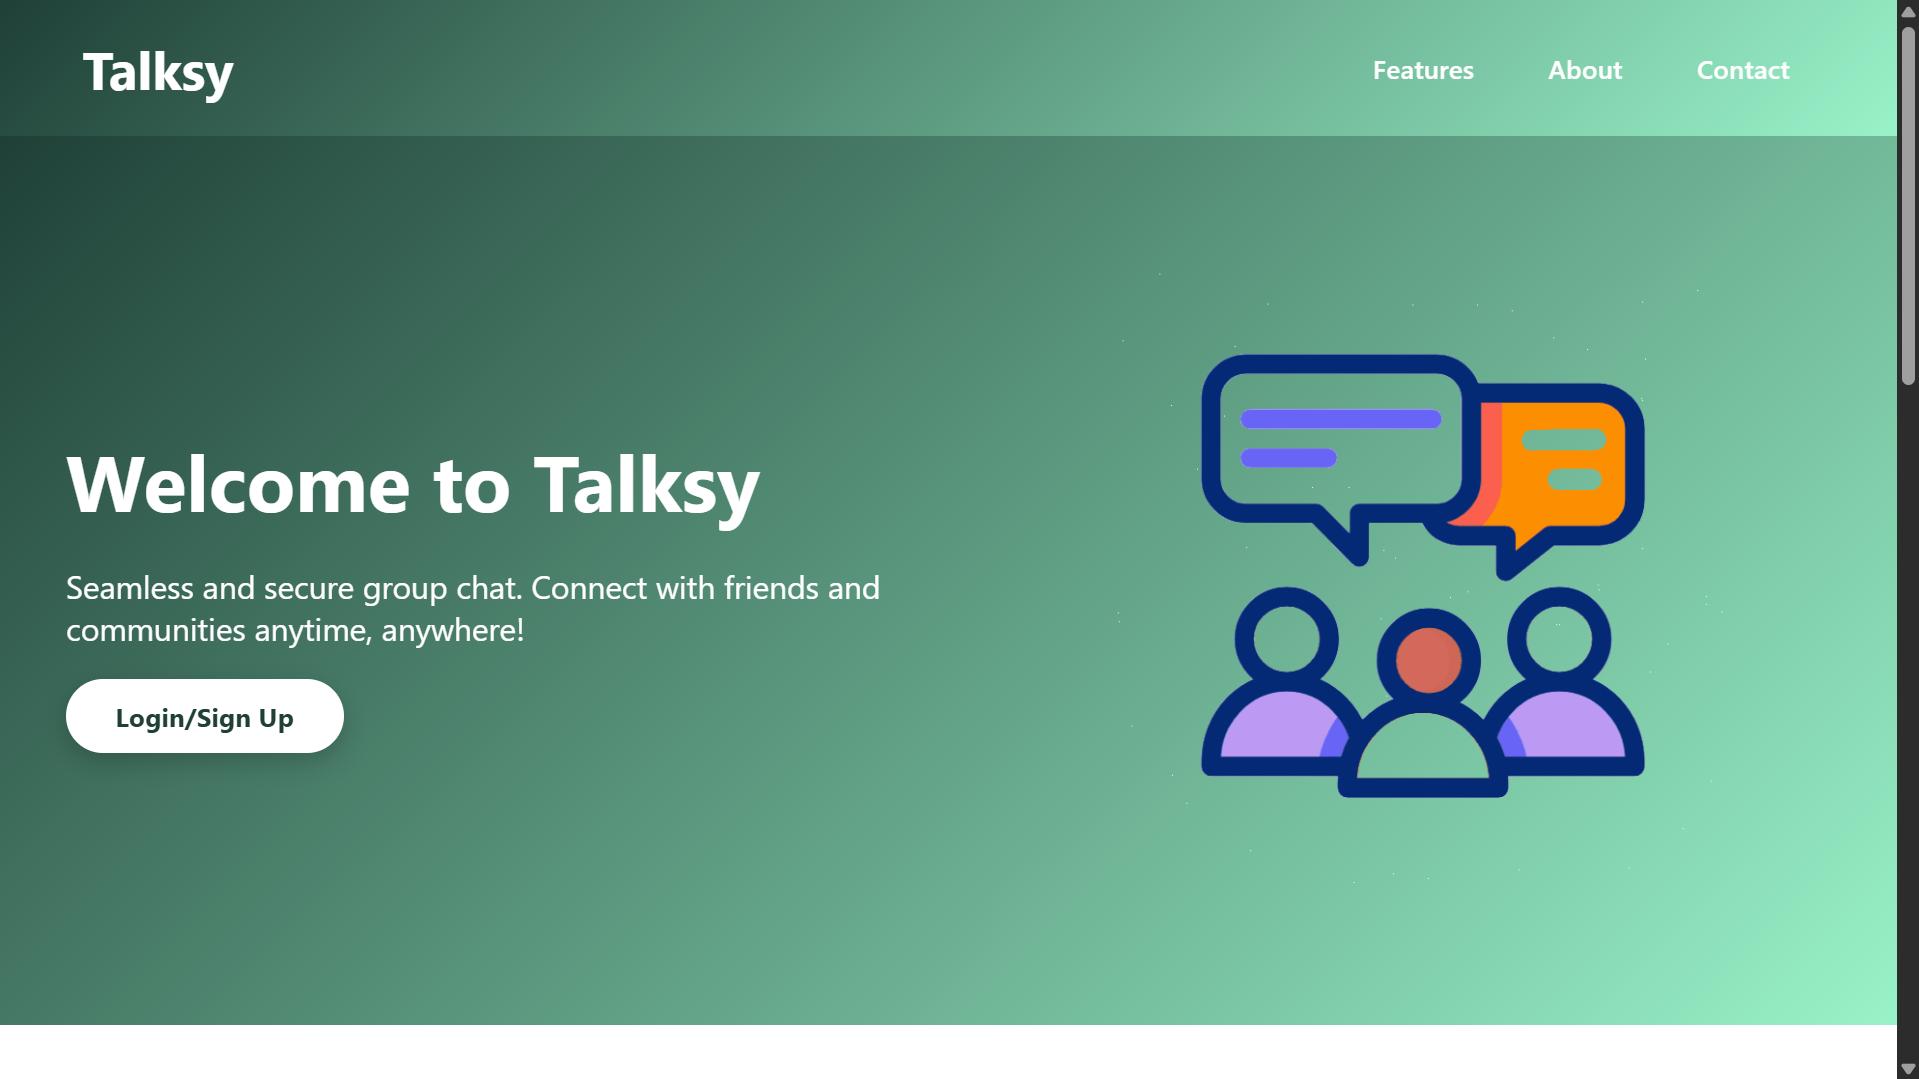 Talksy
Features
About
Contact
Welcome to Talksy
Seamless and secure group chat. Connect with friends and
communities anytime, anywhere!
Login/Sign Up